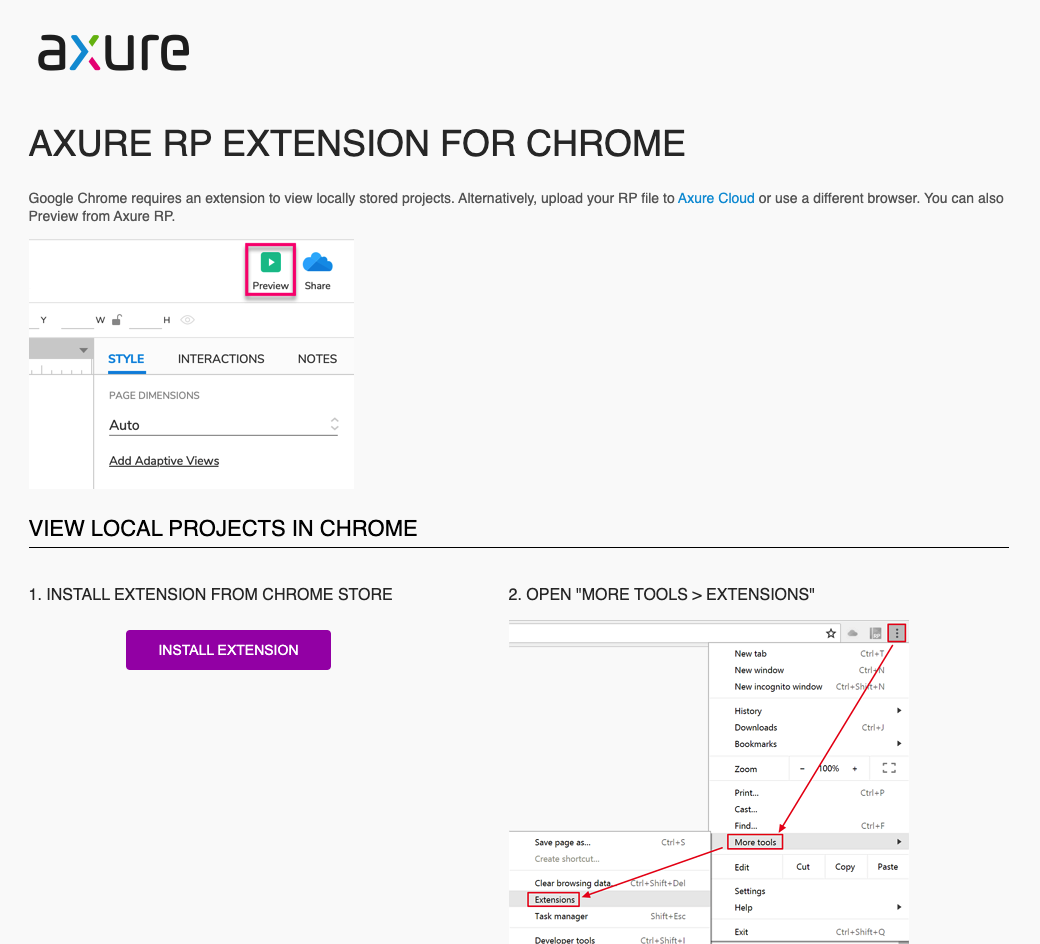 axure
AXURE RP EXTENSION FOR CHROME
Google Chrome requires an extension to view locally stored projects. Alternatively, upload your RP file to Axure Cloud or use a different browser. You can also
Preview from Axure RP.
Preview Share
Y W H
STYLE INTERACTIONS NOTES
PAGE DIMENSIONS
Auto
Add Adaptive Views
VIEW LOCAL PROJECTS IN CHROME
1. INSTALL EXTENSION FROM CHROME STORE
INSTALL EXTENSION
2. OPEN "MORE TOOLS > EXTENSIONS"
RP
New tab Ctrl+T
New window Ctrl+N
New incognito window Ctrl+Shift+N
History
Downloads Ctrl+J
Bookmarks
Zoom - 100% +
Print... Ctrl+P
Cast...
Find... Ctrl+F
More tools
Edit Cut Copy Paste
Settings
Help
Exit Ctrl+Shift+Q
Save page as... Ctrl+S
Create shortcut...
Clear browsing data... Ctrl+Shift+Del
Extensions
Task manager Shift+Esc
Developer tools Ctrl+Shift+I